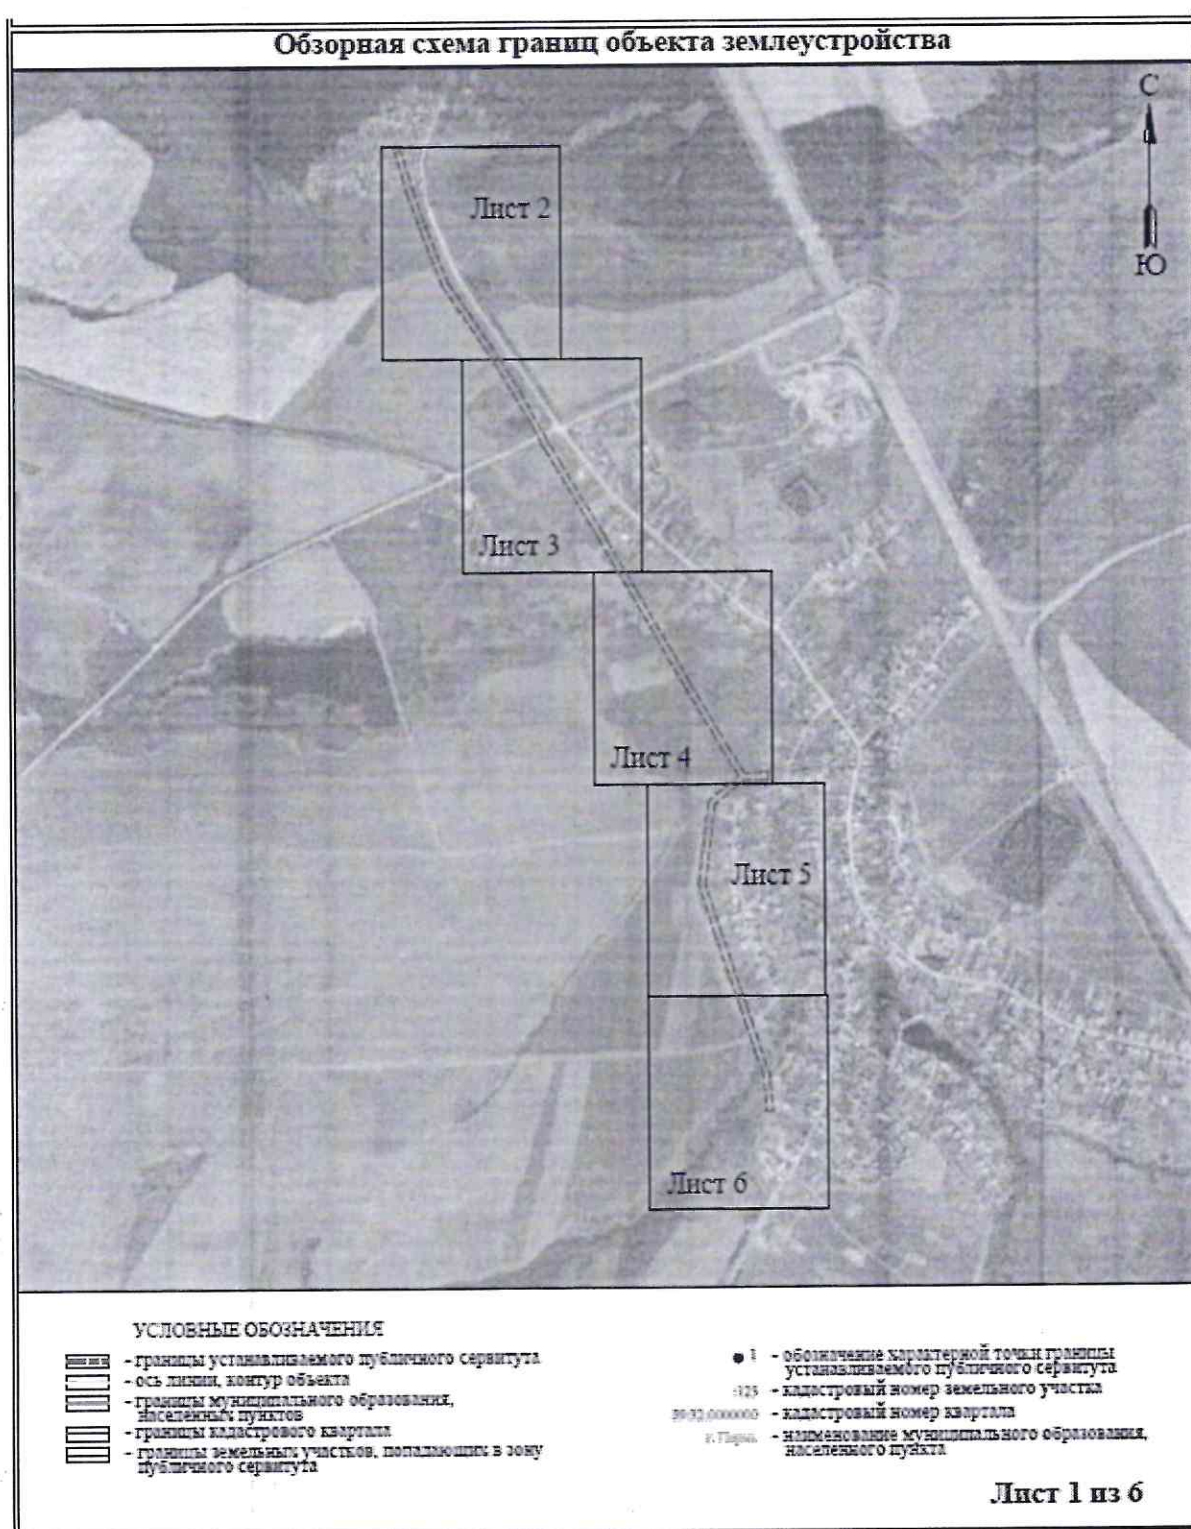 Обзорная схема границ объекта землеустройства
С
Ю
Лист 2
Лист 3
Лист 4
Лист 5
Лист 6
УСЛОВНЫЕ ОБОЗНАЧЕНИЯ
- границы устанавливаемого публичного сервитута
- ось линии, контур объекта
- границы муниципального образования,
населенных пунктов
- границы кадастрового квартала
- границы земельных участков, попадающих в зону
публичного сервитута
1 - обозначение характерной точки границы
устанавливаемого публичного сервитута
:123 - кадастровый номер земельного участка
:0000000 - кадастровый номер квартала
- наименование муниципального образования,
населенного пункта
Лист 1 из 6